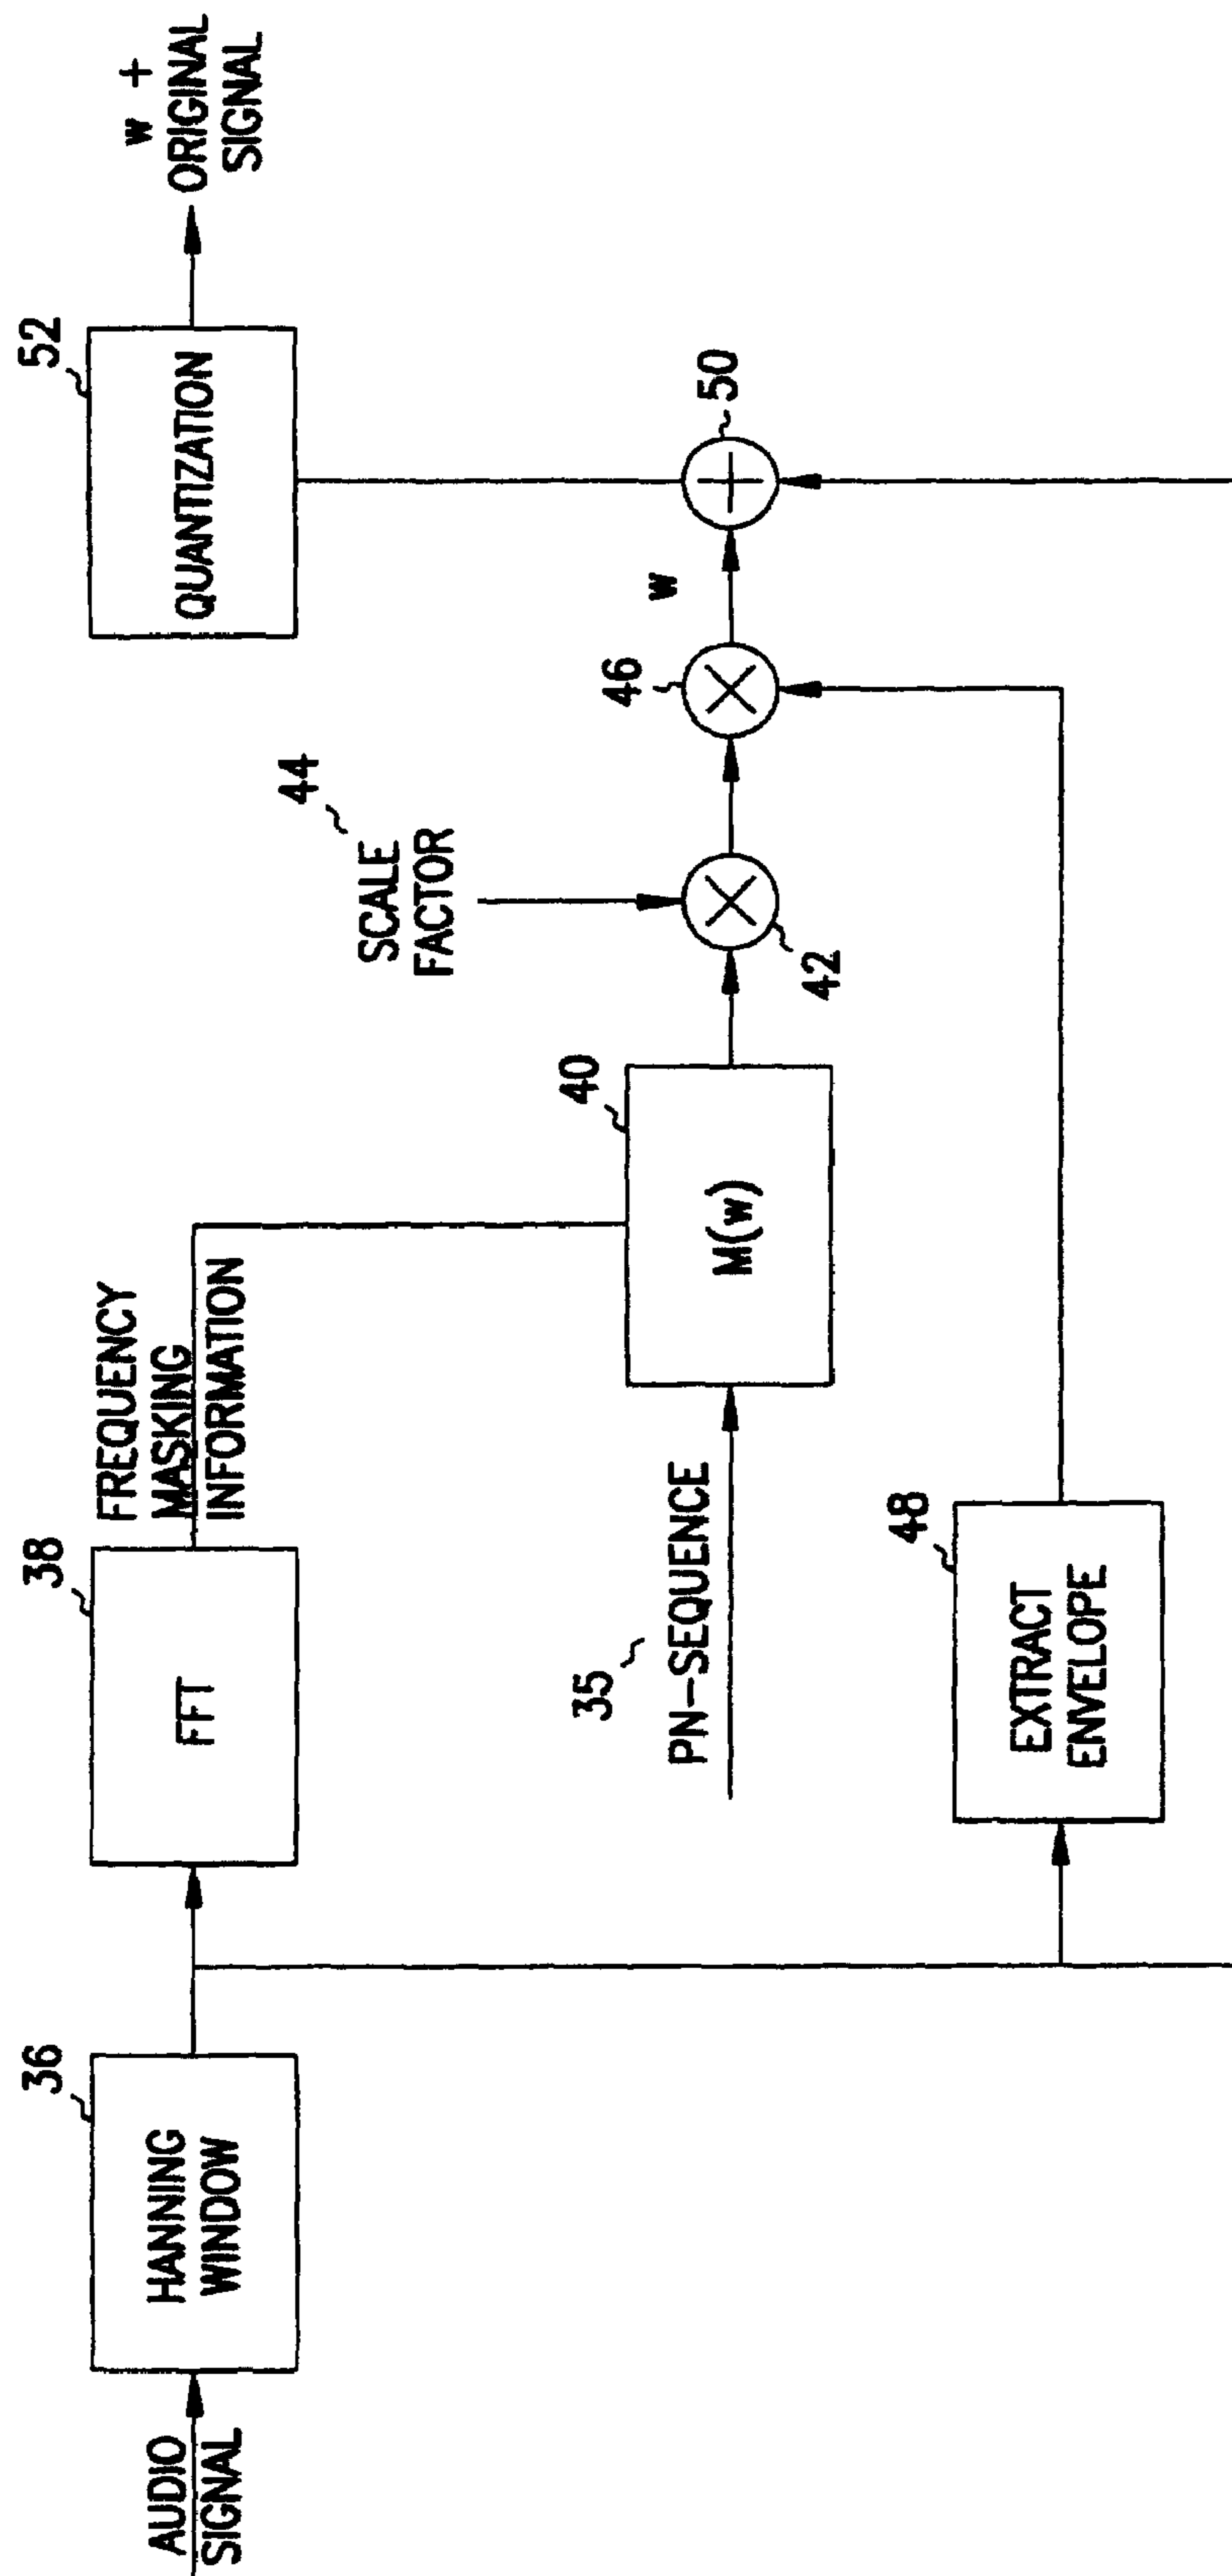 AUDIO
SIGNAL
36
HANNING
WINDOW
38
FFT
FREQUENCY
MASKING
INFORMATION
35
PN-SEQUENCE
40
M(w)
48
EXTRACT
ENVELOPE
44
SCALE
FACTOR
42
46
w
50
52
QUANTIZATION
w +
ORIGINAL
SIGNAL